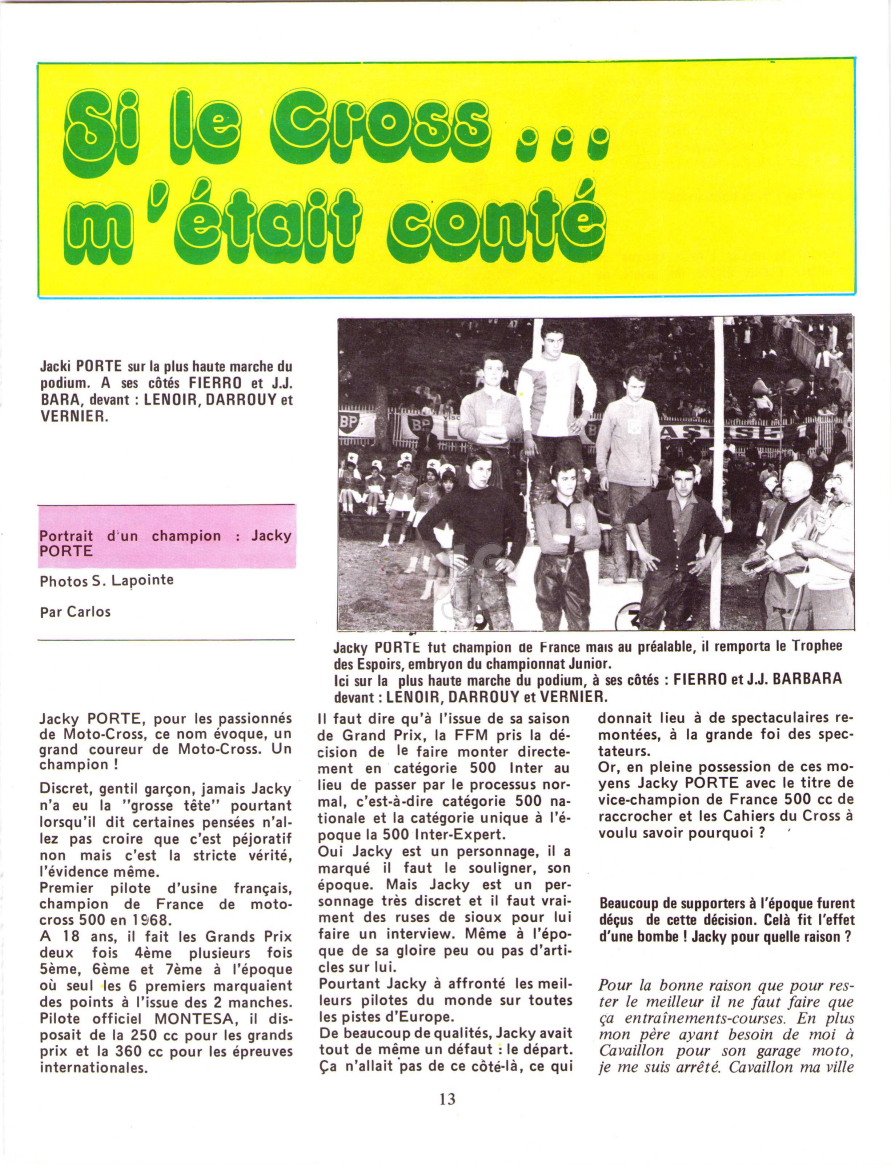 Si le Cross ...
m'était conté
Jacki PORTE sur la plus haute marche du
podium. A ses côtés FIERRO et J.J.
BARA, devant : LENOIR, DARROUY et
VERNIER.
Portrait d'un champion : Jacky
PORTE
Photos S. Lapointe
Par Carlos
BP
BP
3
Jacky PORTE fut champion de France mais au préalable, il remporta le Trophee
des Espoirs, embryon du championnat Junior.
Ici sur la plus haute marche du podium, à ses côtés : FIERRO et J.J. BARBARA
devant : LENOIR, DARROUY et VERNIER.
Jacky PORTE, pour les passionnés
de Moto-Cross, ce nom évoque, un
grand coureur de Moto-Cross. Un
champion !
Discret, gentil garçon, jamais Jacky
n'a eu la "grosse tête" pourtant
lorsqu'il dit certaines pensées n'al-
lez pas croire que c'est péjoratif
non mais c'est la stricte vérité,
l'évidence même.
Premier pilote d'usine français,
champion de France de moto-
cross 500 en 1968.
A 18 ans, il fait les Grands Prix
deux fois 4ème plusieurs fois
5ème, 6ème et 7ème à l'époque
où seul les 6 premiers marquaient
des points à l'issue des 2 manches.
Pilote officiel MONTESA, il dis-
posait de la 250 cc pour les grands
prix et la 360 cc pour les épreuves
internationales.
Il faut dire qu'à l'issue de sa saison
de Grand Prix, la FFM pris la dé-
cision de le faire monter directe-
ment en catégorie 500 Inter au
lieu de passer par le processus nor-
mal, c'est-à-dire catégorie 500 na-
tionale et la catégorie unique à l'é-
poque la 500 Inter-Expert.
Oui Jacky est un personnage, il a
marqué il faut le souligner, son
époque. Mais Jacky est un per-
sonnage très discret et il faut vrai-
ment des ruses de sioux pour lui
faire un interview. Même à l'épo-
que de sa gloire peu ou pas d'arti-
cles sur lui.
Pourtant Jacky à affronté les meil-
leurs pilotes du monde sur toutes
les pistes d'Europe.
De beaucoup de qualités, Jacky avait
tout de même un défaut : le départ.
Ça n'allait pas de ce côté-là, ce qui
donnait lieu à de spectaculaires re-
montées, à la grande foi des spec-
tateurs.
Or, en pleine possession de ces mo-
yens Jacky PORTE avec le titre de
vice-champion de France 500 cc de
raccrocher et les Cahiers du Cross à
voulu savoir pourquoi ?
Beaucoup de supporters à l'époque furent
déçus de cette décision. Celà fit l'effet
d'une bombe ! Jacky pour quelle raison ?
Pour la bonne raison que pour res-
ter le meilleur il ne faut faire que
ça entraînements-courses. En plus
mon père ayant besoin de moi à
Cavaillon pour son garage moto,
je me suis arrêté. Cavaillon ma ville
13